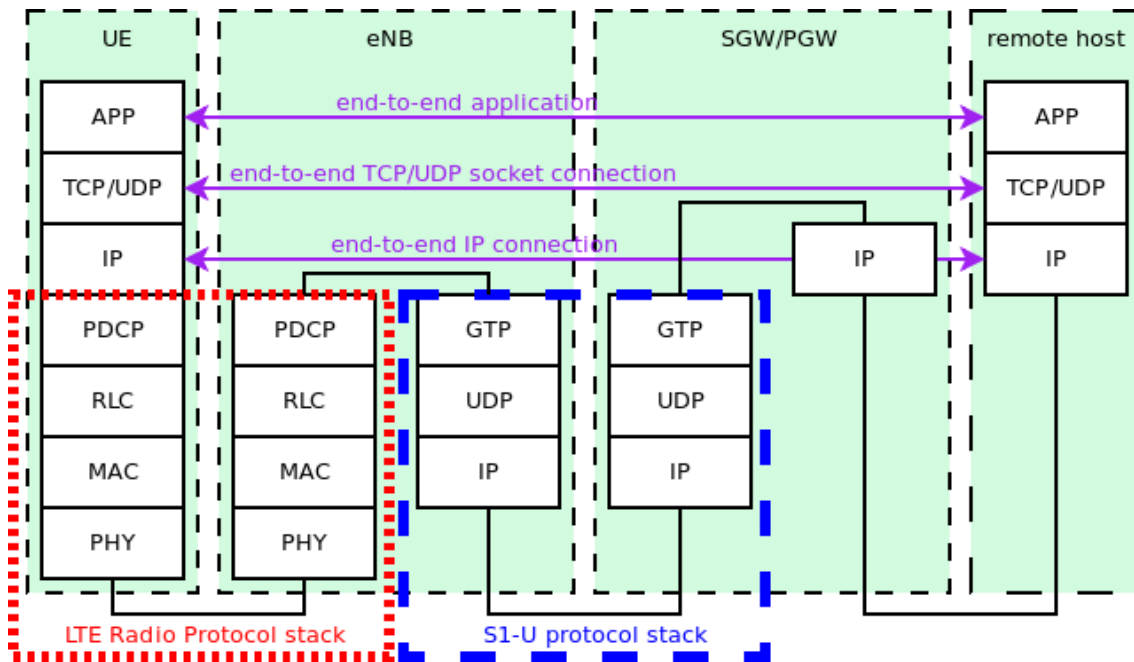 UE
eNB
SGW/PGW
remote host
APP
end-to-end application
APP
TCP/UDP
end-to-end TCP/UDP socket connection
TCP/UDP
IP
end-to-end IP connection
IP
IP
PDCP
PDCP
GTP
GTP
RLC
RLC
UDP
UDP
MAC
MAC
IP
IP
PHY
PHY
LTE Radio Protocol stack
S1-U protocol stack